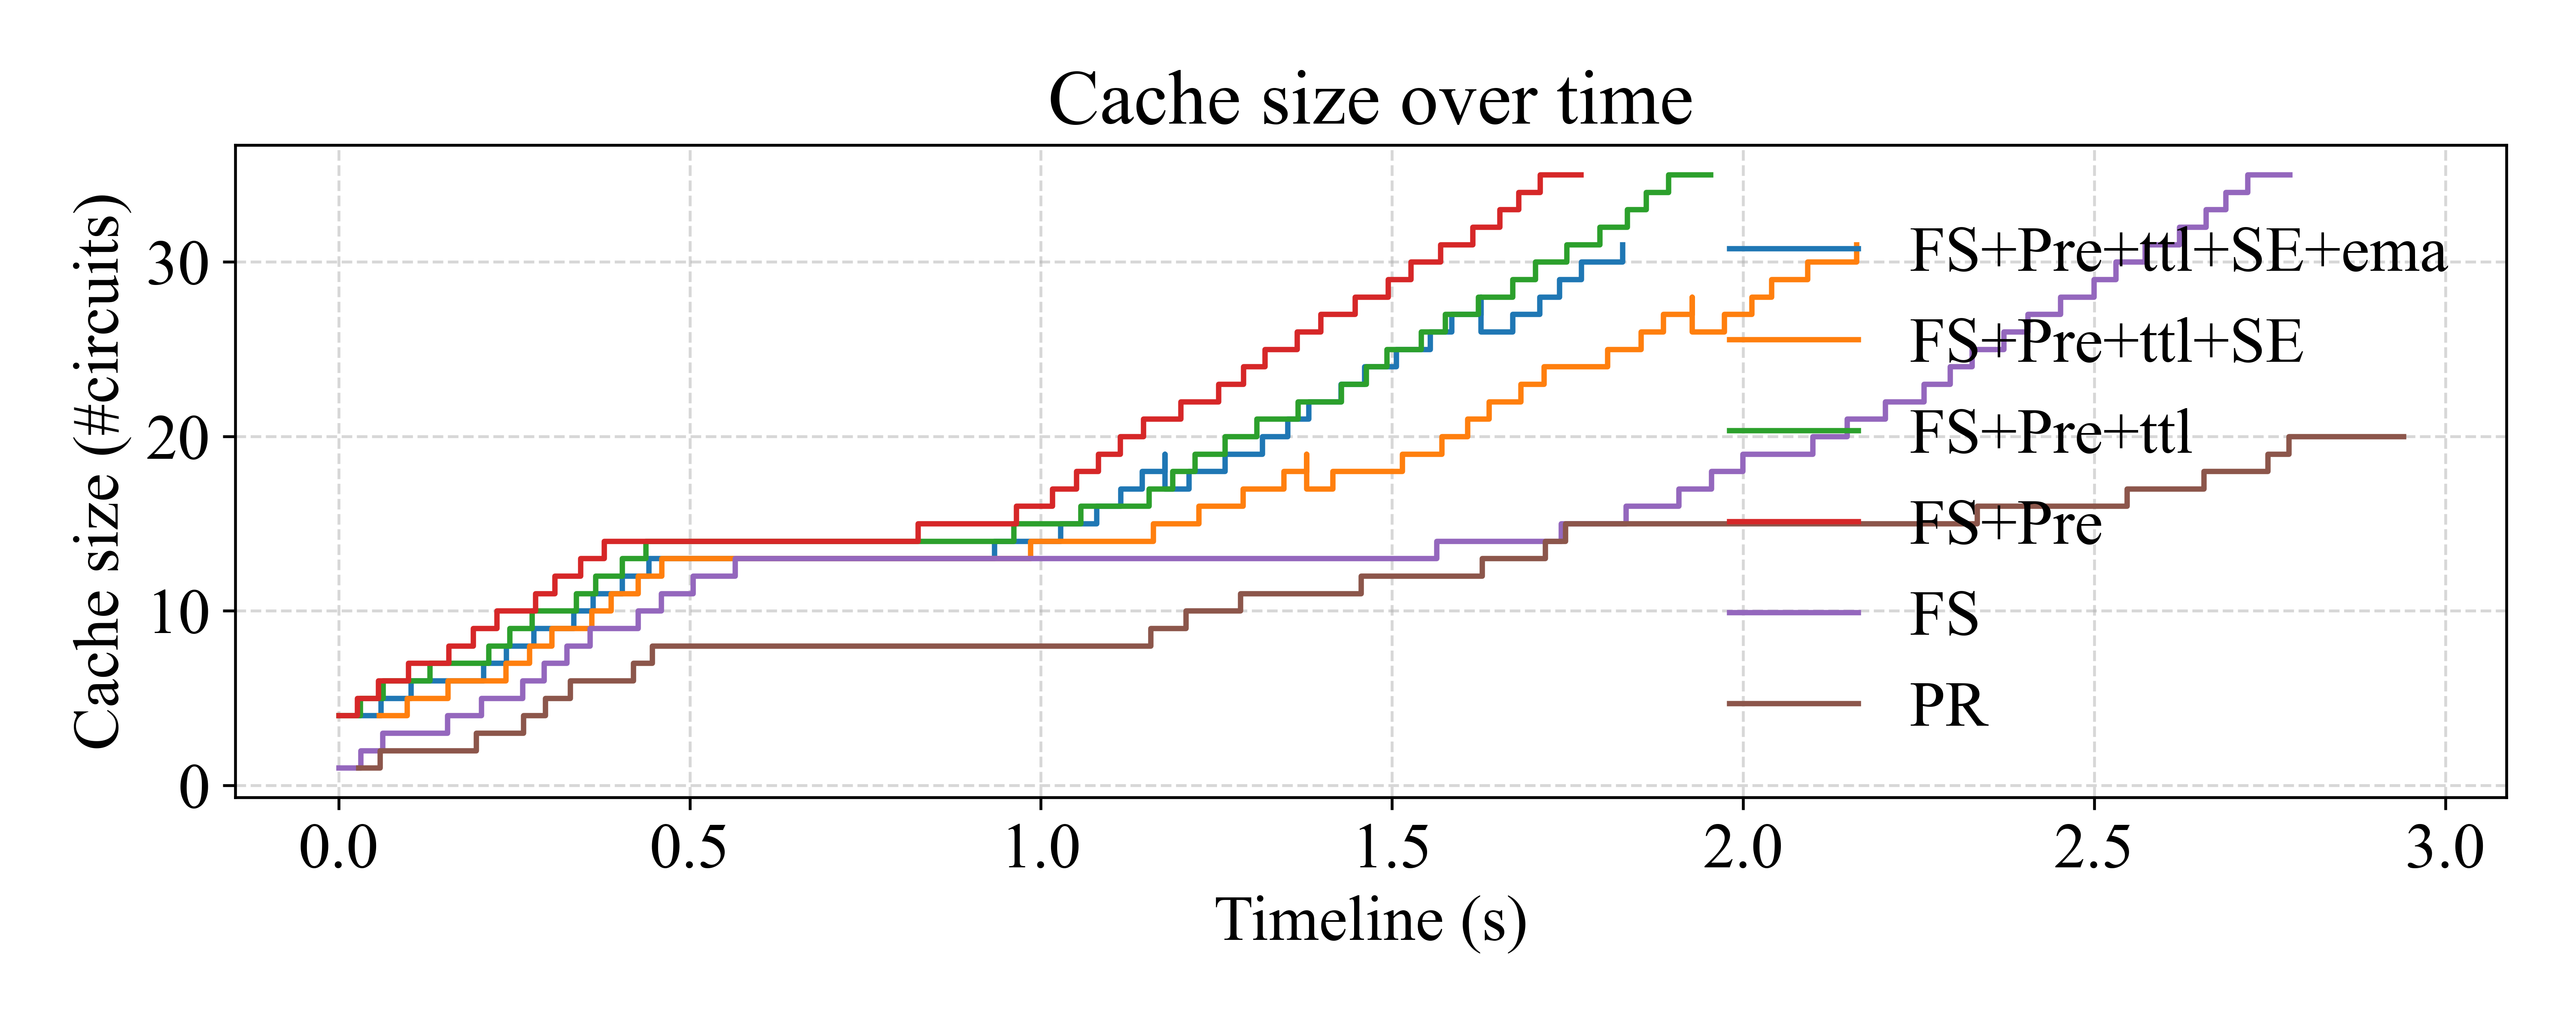 Cache size over time
Cache size (#circuits)
30
20
10
0
FS+Pre+ttl+SE+ema
FS+Pre+ttl+SE
FS+Pre+ttl
FS+Pre
FS
PR
0.0 0.5 1.0 1.5 2.0 2.5 3.0
Timeline (s)